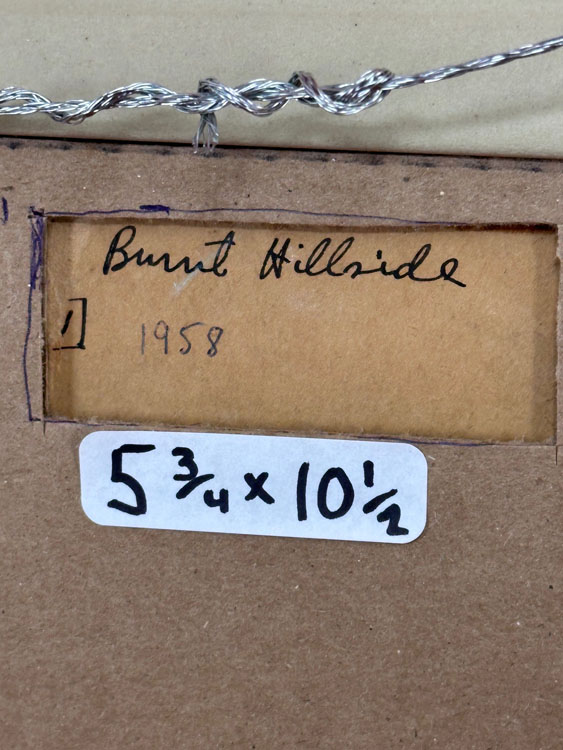 Burnt Hillside
1]
1958
5 3/4 x 10 1/2